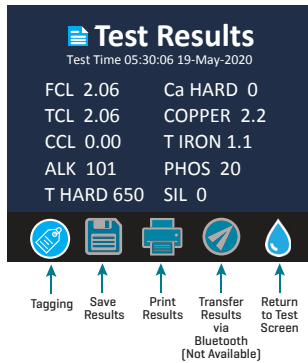 Test Results
Test Time 05:30:06 19-May-2020
FCL 2.06 Ca HARD 0
TCL 2.06 COPPER 2.2
CCL 0.00 T IRON 1.1
ALK 101 PHOS 20
T HARD 650 SIL 0
Tagging
Save
Results
Print
Results
Transfer
Results
via
Bluetooth
(Not Available)
Return
to Test
Screen